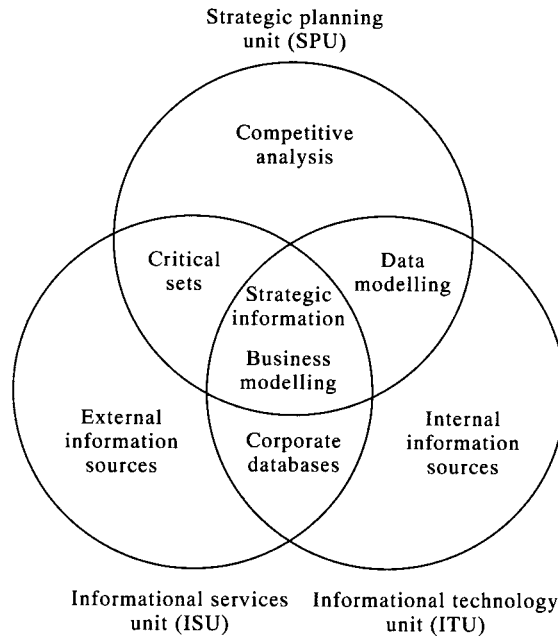 Strategic planning
unit (SPU)
Competitive
analysis
Critical
sets
Data
modelling
Strategic
information
Business
modelling
External
information
sources
Corporate
databases
Internal
information
sources
Informational services
unit (ISU)
Informational technology
unit (ITU)